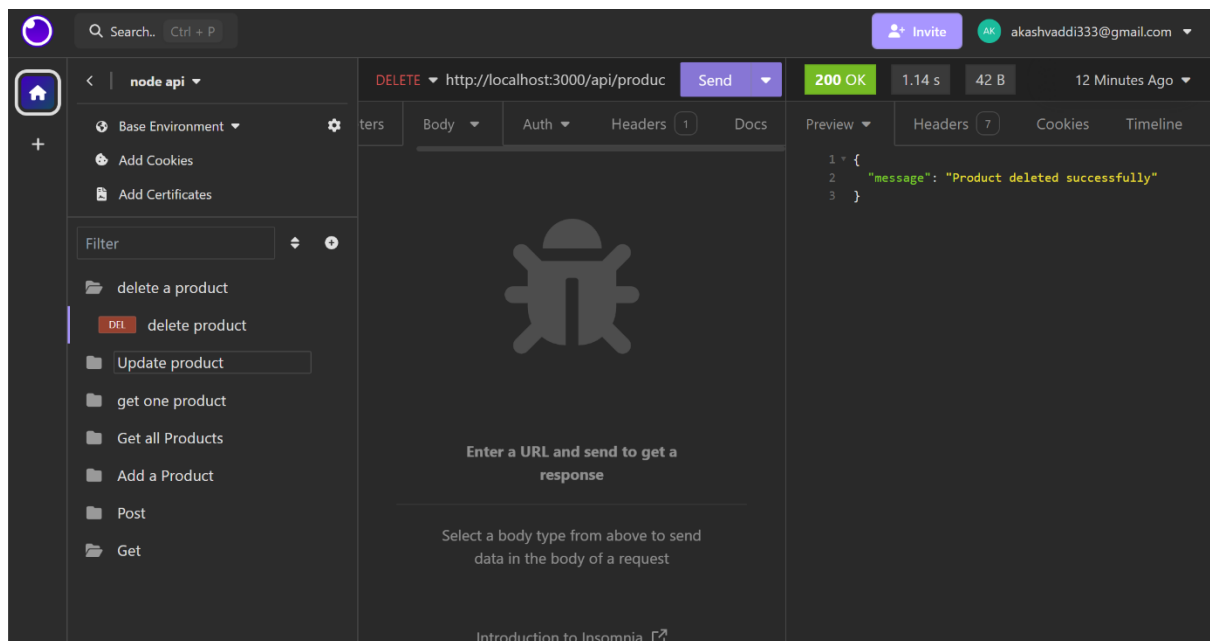 Search.. Ctrl + P
Invite
AK
akashvaddi333@gmail.com
node api
DELETE http://localhost:3000/api/produc Send
200 OK 1.14 s 42 B 12 Minutes Ago
Base Environment
ters Body Auth Headers 1 Docs
Preview Headers 7 Cookies Timeline
Add Cookies
Add Certificates
1 {
2 "message": "Product deleted successfully"
3 }
Filter
delete a product
DEL delete product
Update product
get one product
Get all Products
Add a Product
Post
Get
Enter a URL and send to get a
response
Select a body type from above to send
data in the body of a request
Introduction to Insomnia